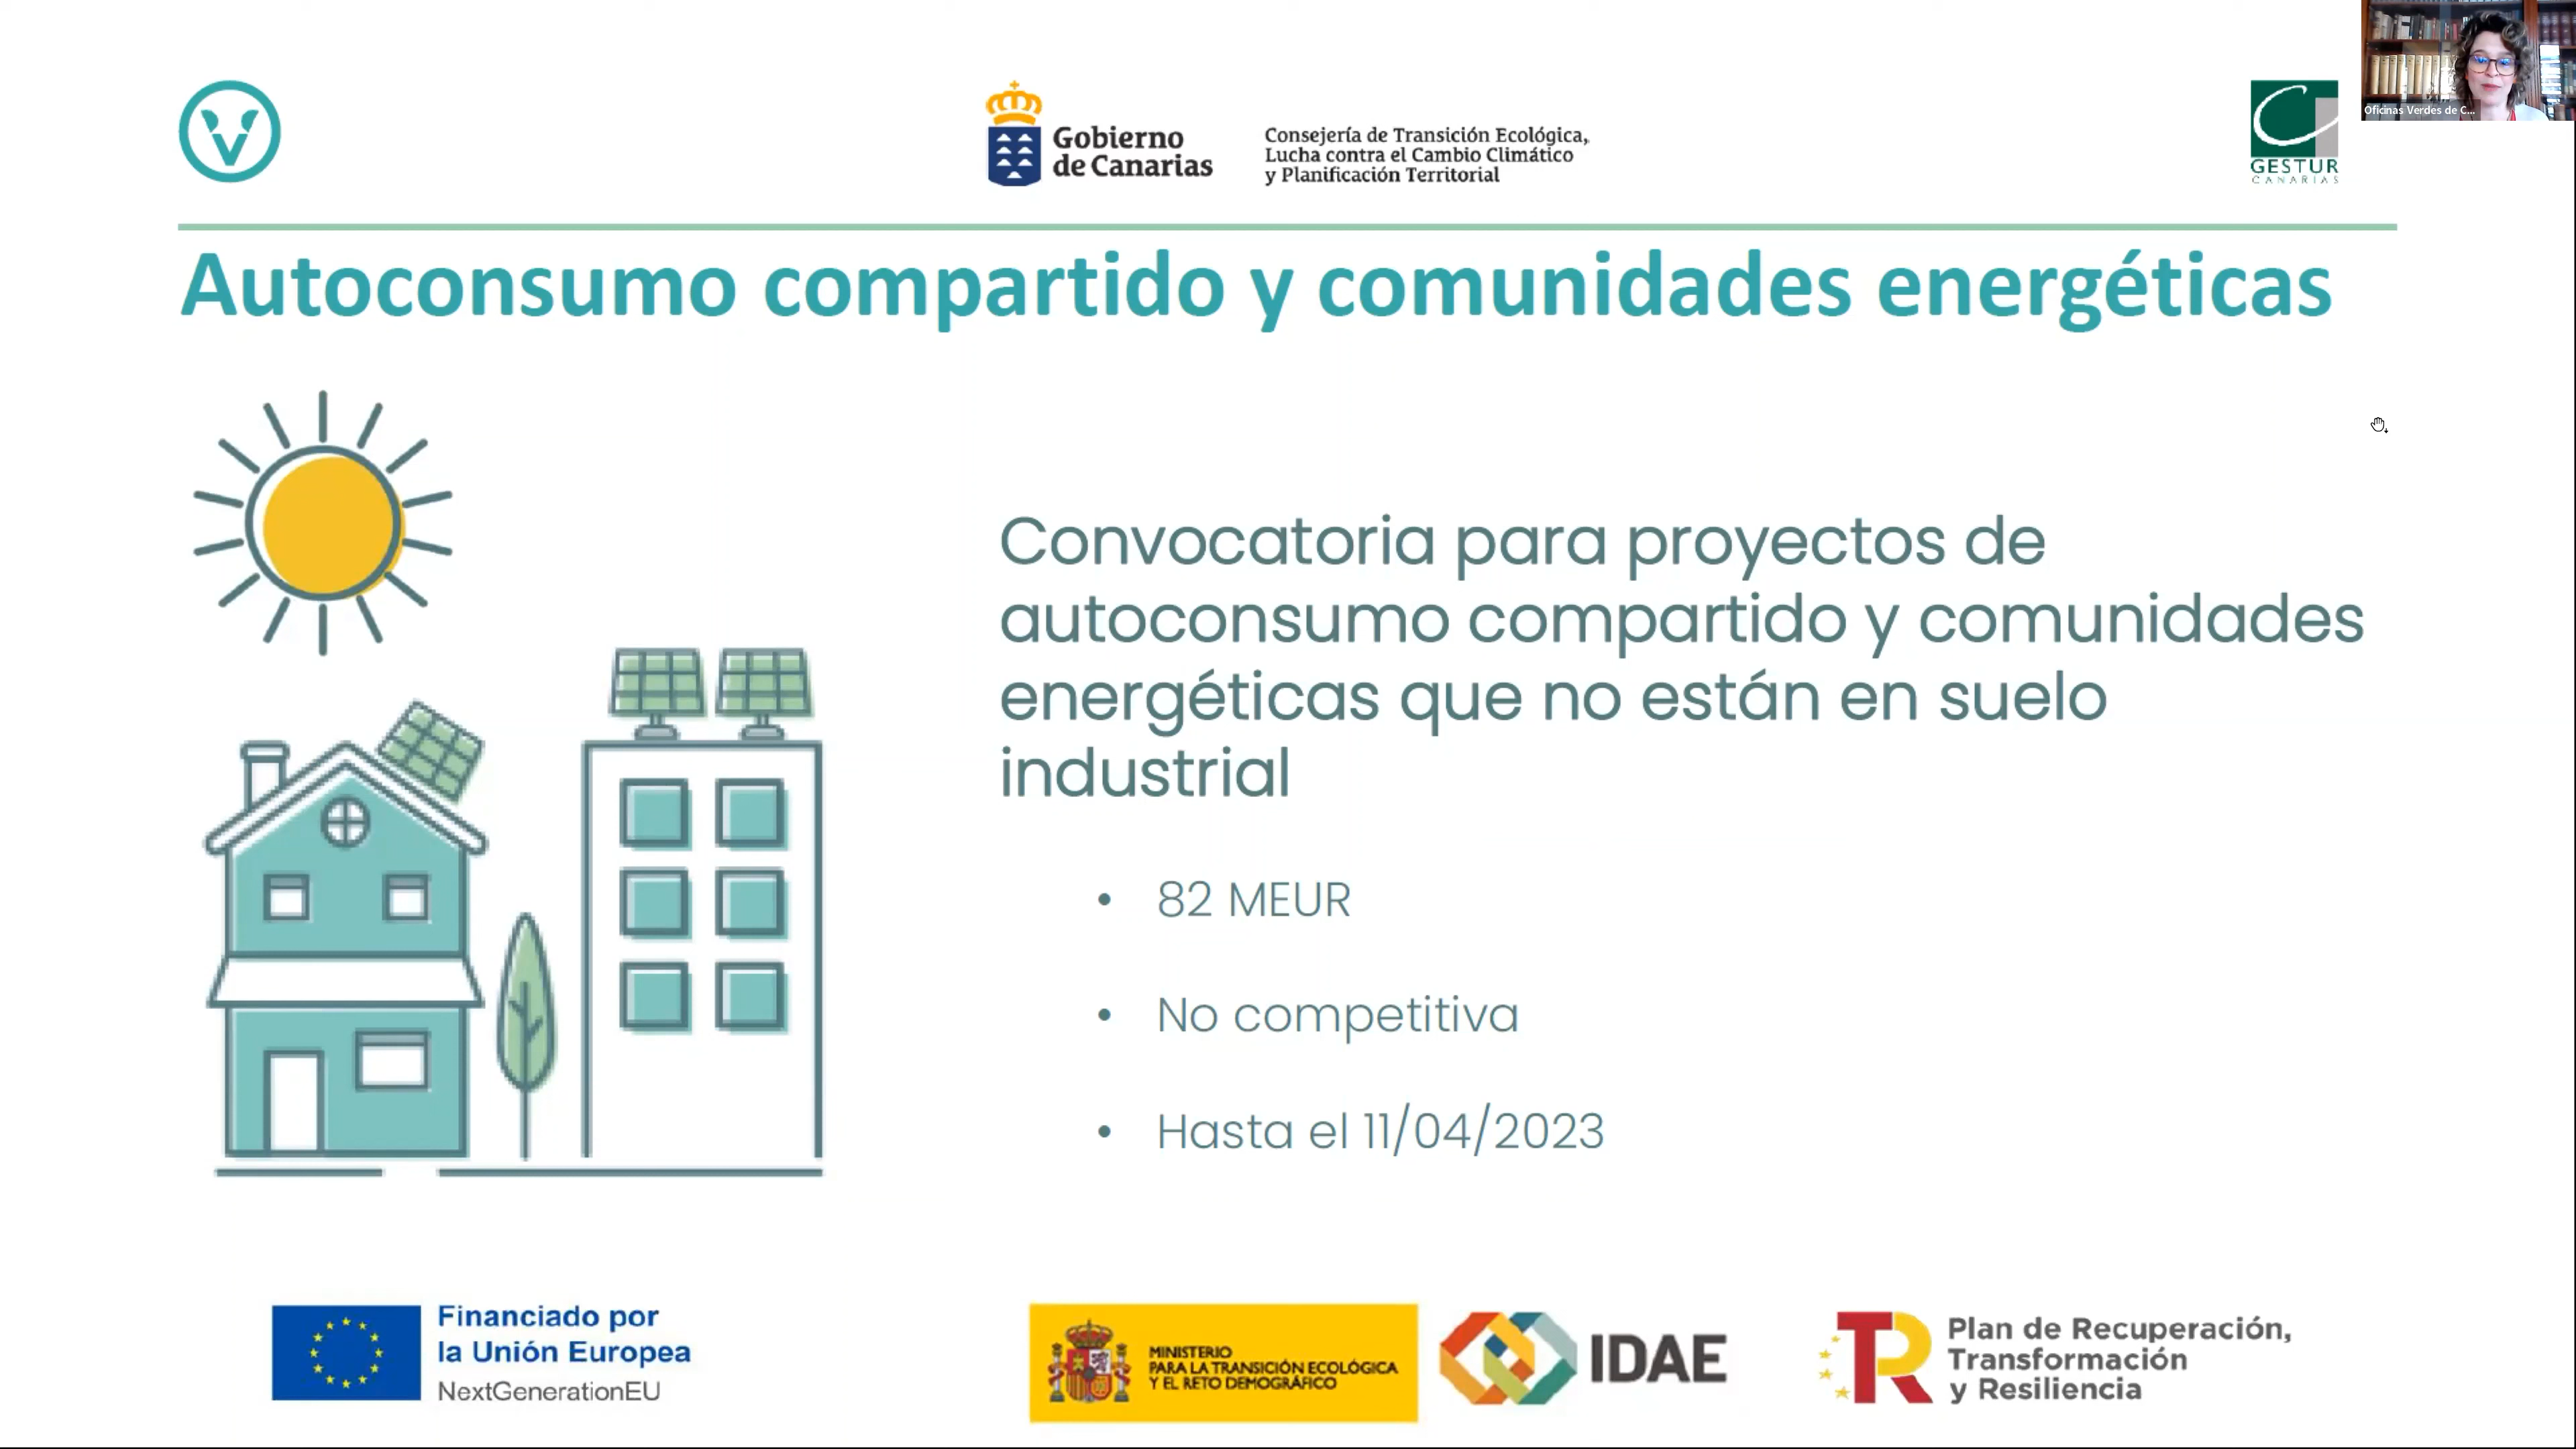 Gobierno
de Canarias
Consejería de Transición Ecológica,
Lucha contra el Cambio Climático
y Planificación Territorial
GESTUR
CANARIAS
Oficinas Verdes de C...
Autoconsumo compartido y comunidades energéticas
Convocatoria para proyectos de
autoconsumo compartido y comunidades
energéticas que no están en suelo
industrial
• 82 MEUR
• No competitiva
• Hasta el 11/04/2023
Financiado por
la Unión Europea
NextGenerationEU
MINISTERIO
PARA LA TRANSICIÓN ECOLÓGICA
Y EL RETO DEMOGRÁFICO
IDAE
Plan de Recuperación,
Transformación
y Resiliencia